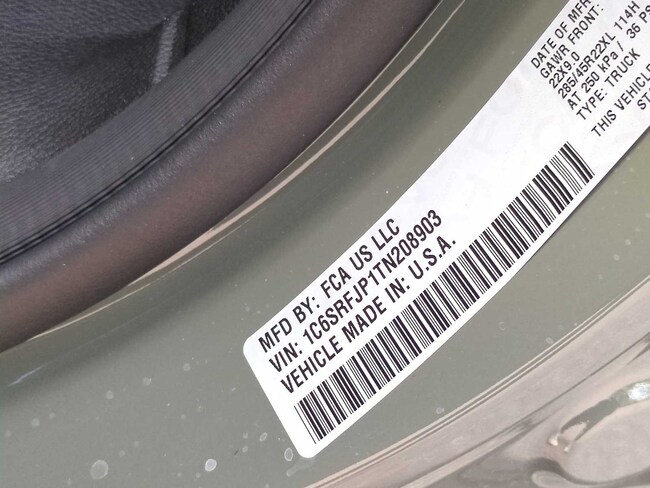 MFD BY: FCA US LLC
VIN: 1C6SRFJP1TN208903
VEHICLE MADE IN: U.S.A.
DATE OF MFR
GAWR FRONT:
22X9.0
285/45R22XL 114H
AT 250 kPa / 36 PS
TYPE: TRUCK
THIS VEHICLE